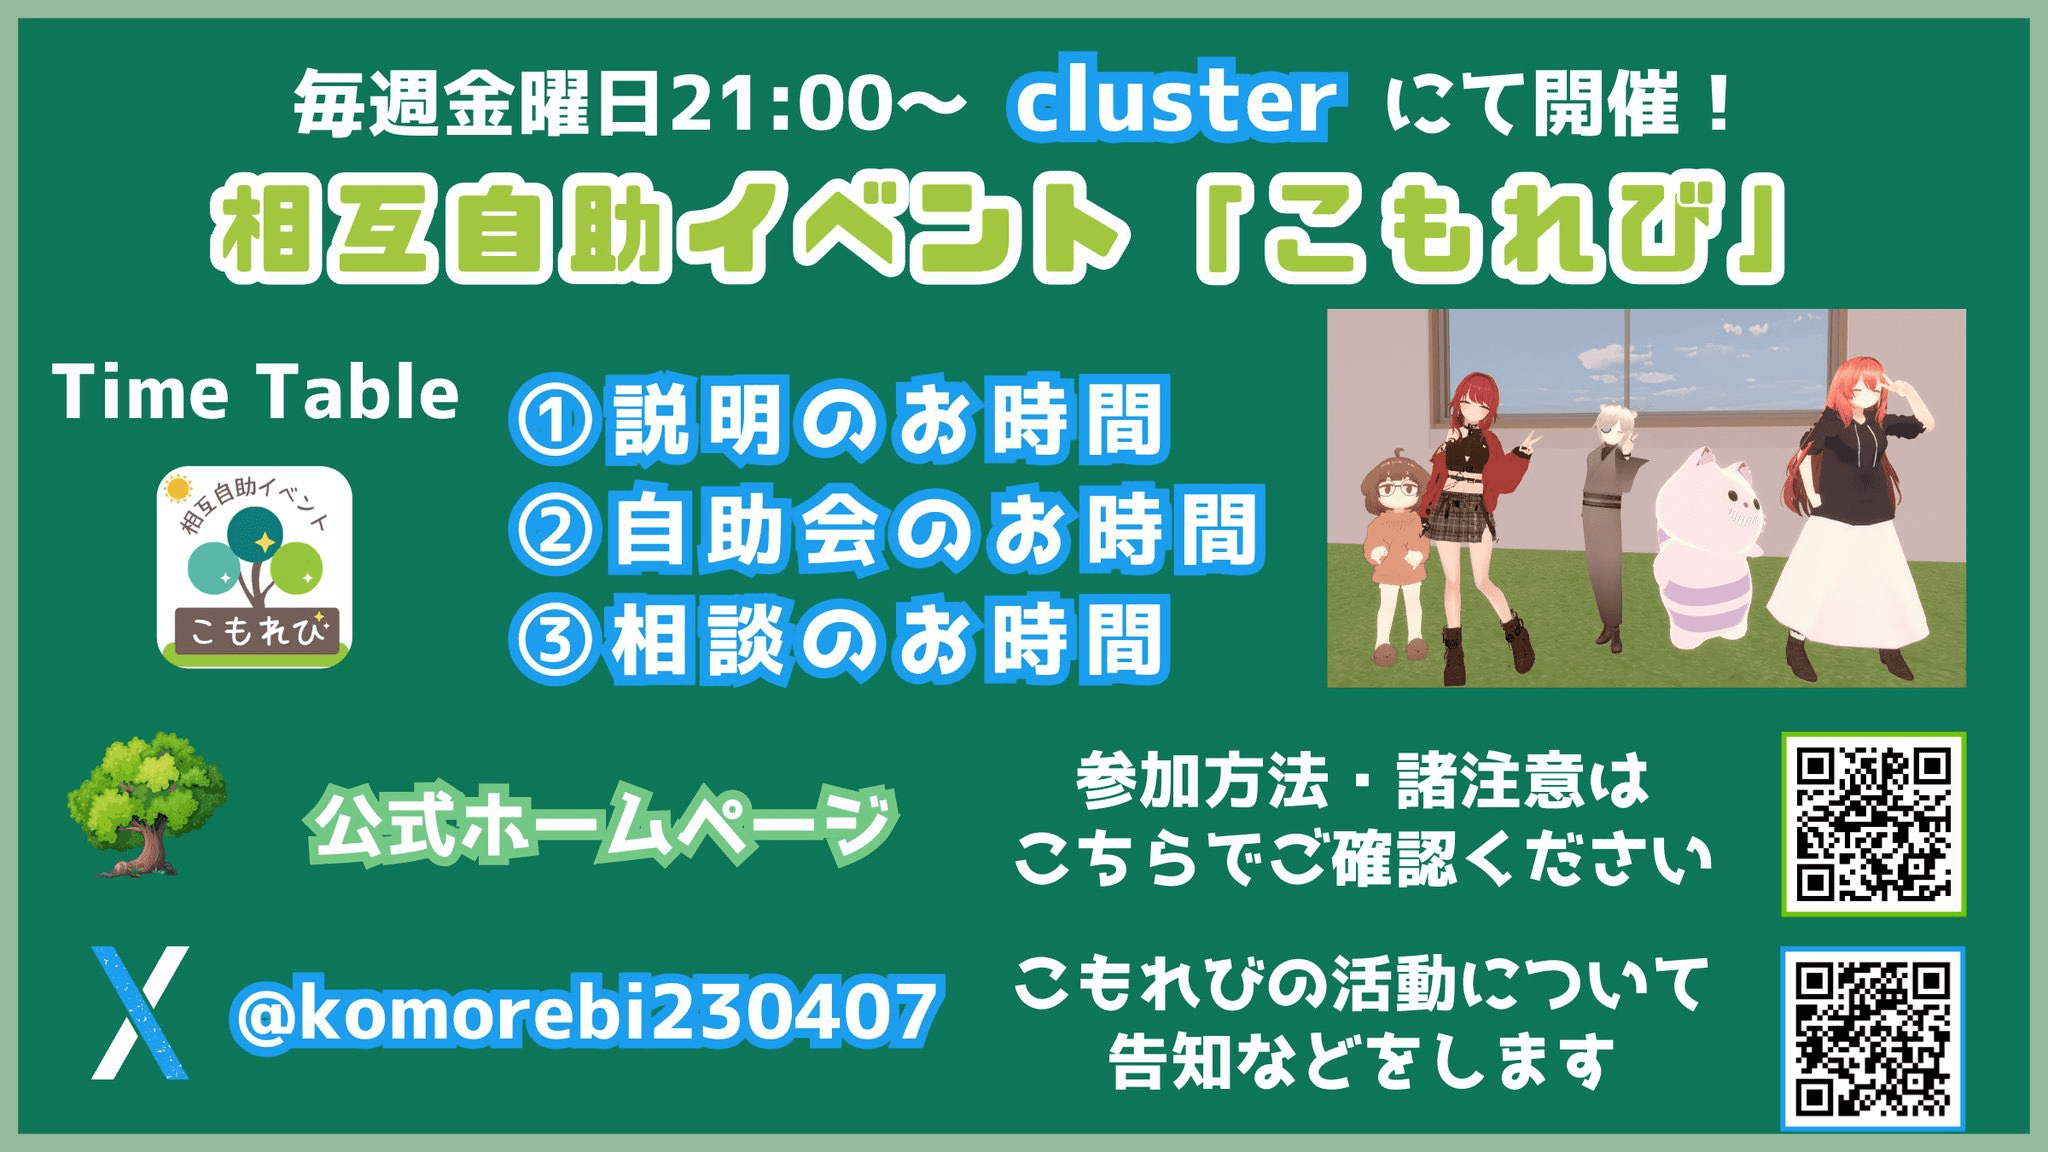 毎週金曜日21:00～ cluster にて開催！
相互自助イベント「こもれび」
Time Table
①説明のお時間
②自助会のお時間
③相談のお時間
相互自助イベント
こもれび
公式ホームページ
参加方法・諸注意は
こちらでご確認ください
X
@komorebi230407
こもれびの活動について
告知などをします